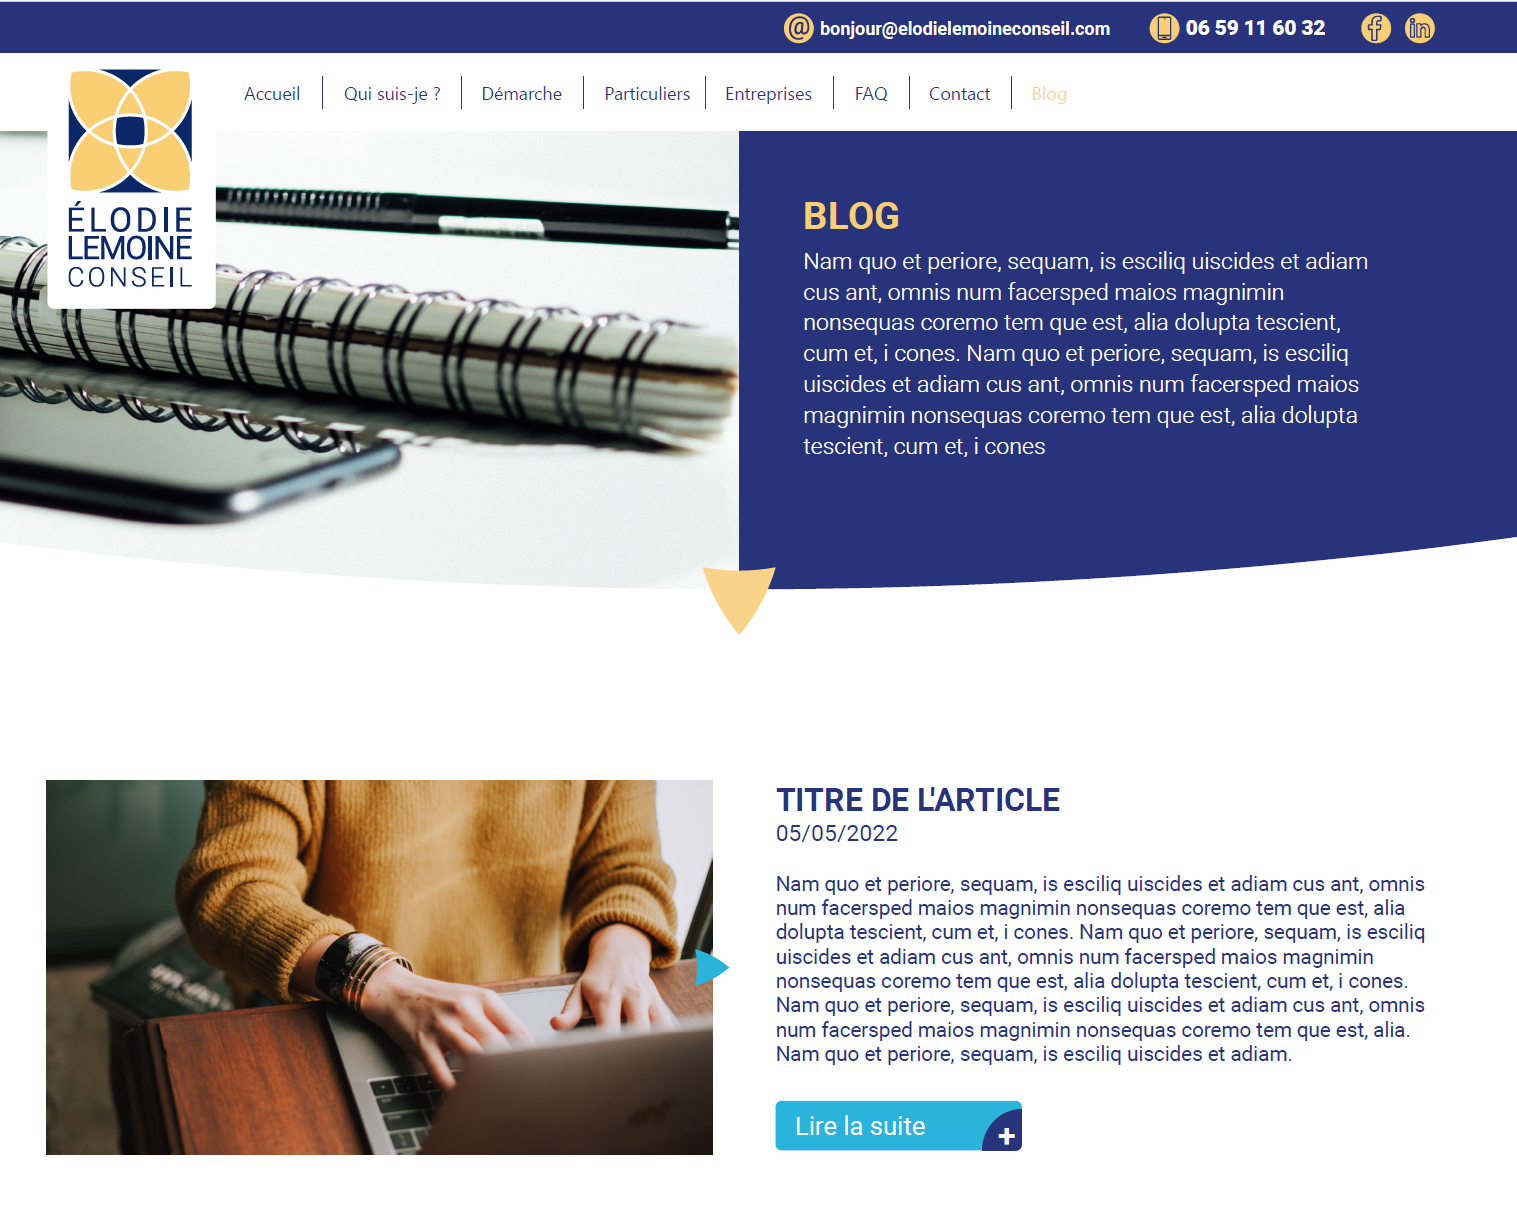 bonjour@elodielemoineconseil.com
06 59 11 60 32
Accueil
Qui suis-je ?
Démarche
Particuliers
Entreprises
FAQ
Contact
Blog
ÉLODIE
LEMOINE
CONSEIL
BLOG
Nam quo et periore, sequam, is esciliq uiscides et adiam
cus ant, omnis num facersped maios magnimin
nonsequas coremo tem que est, alia dolupta tescient,
cum et, i cones. Nam quo et periore, sequam, is esciliq
uiscides et adiam cus ant, omnis num facersped maios
magnimin nonsequas coremo tem que est, alia dolupta
tescient, cum et, i cones
TITRE DE L'ARTICLE
05/05/2022
Nam quo et periore, sequam, is esciliq uiscides et adiam cus ant, omnis
num facersped maios magnimin nonsequas coremo tem que est, alia
dolupta tescient, cum et, i cones. Nam quo et periore, sequam, is esciliq
uiscides et adiam cus ant, omnis num facersped maios magnimin
nonsequas coremo tem que est, alia dolupta tescient, cum et, i cones.
Nam quo et periore, sequam, is esciliq uiscides et adiam cus ant, omnis
num facersped maios magnimin nonsequas coremo tem que est, alia.
Nam quo et periore, sequam, is esciliq uiscides et adiam.
Lire la suite +